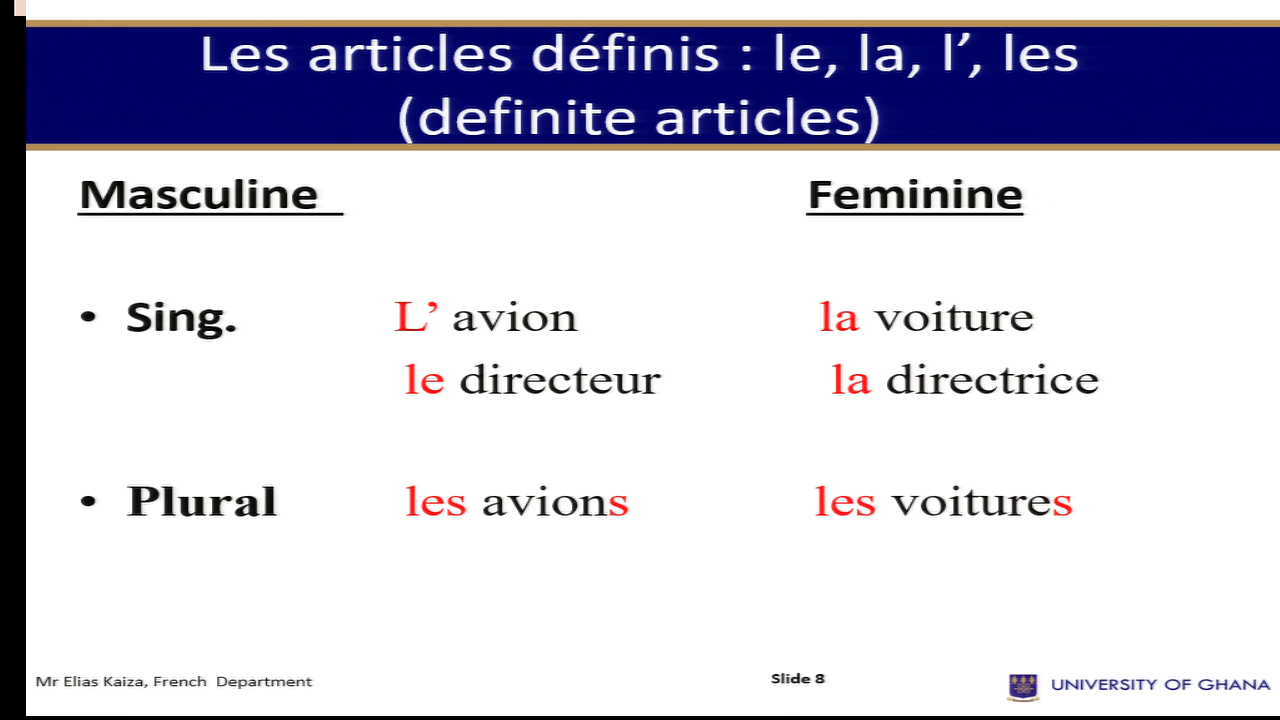 Les articles définis : le, la, l’, les
(definite articles)
Masculine Feminine
• Sing. L’ avion la voiture
le directeur la directrice
• Plural les avions les voitures
Mr Elias Kaiza, French Department Slide 8 UNIVERSITY OF GHANA